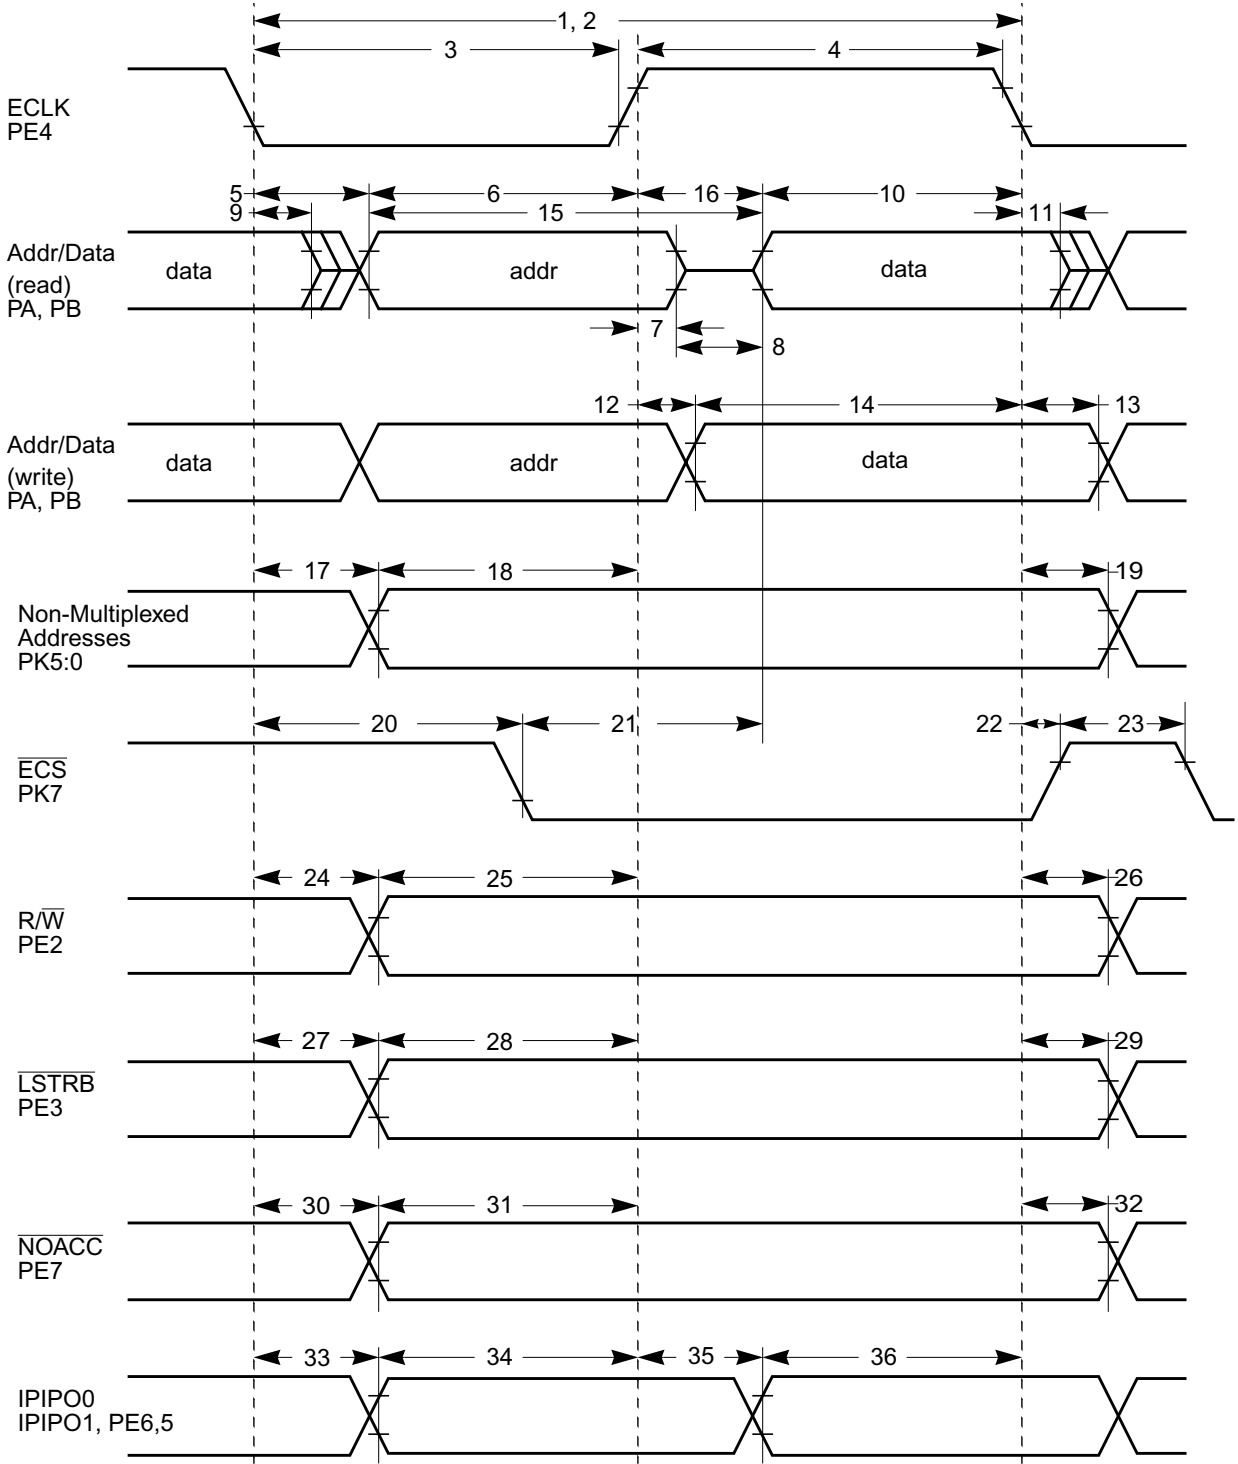 1, 2
3
4
ECLK
PE4
5
6
16
10
9
15
11
Addr/Data
(read)
PA, PB
data
addr
data
7
8
12
14
13
Addr/Data
(write)
PA, PB
data
addr
data
17
18
19
Non-Multiplexed
Addresses
PK5:0
20
21
22
23
ECS
PK7
24
25
26
R/W
PE2
27
28
29
LSTRB
PE3
30
31
32
NOACC
PE7
33
34
35
36
IPIPO0
IPIPO1, PE6,5